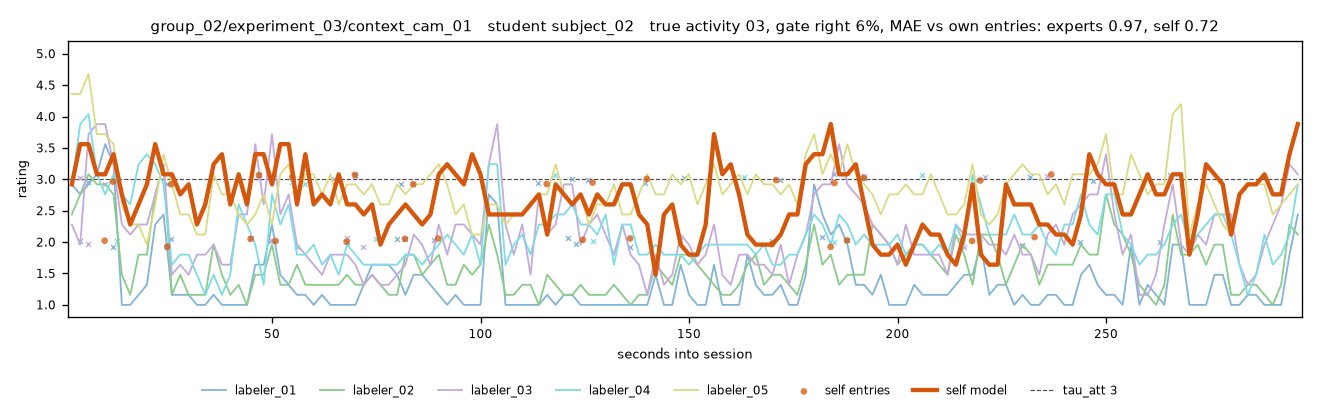 group_02/experiment_03/context_cam_01 student subject_02 true activity 03, gate right 6%, MAE vs own entries: experts 0.97, self 0.72
5.0
4.5
4.0
3.5
3.0
2.5
2.0
1.5
1.0
rating
50 100 150 200 250
seconds into session
labeler_01 labeler_02 labeler_03 labeler_04 labeler_05 self entries self model tau_att 3